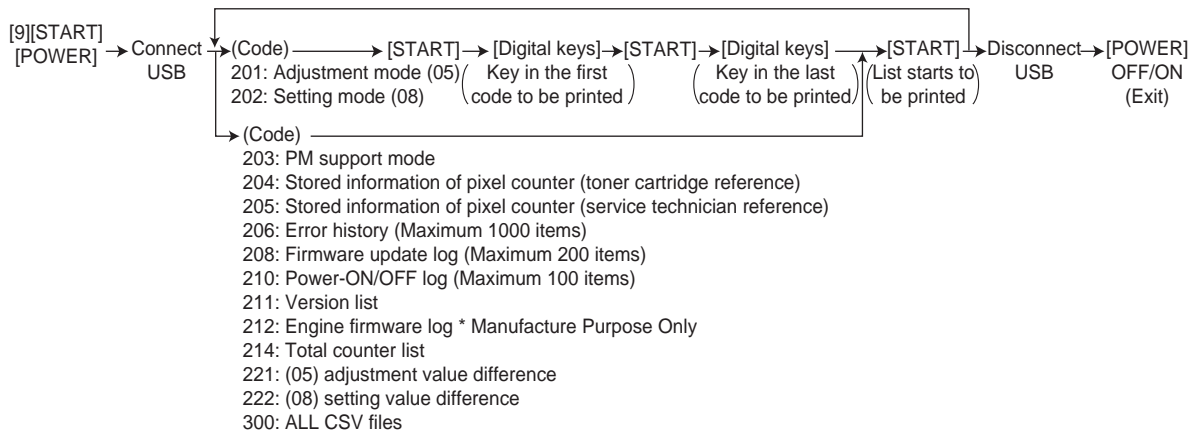 [9][START]
[POWER]
Connect
USB
(Code)
201: Adjustment mode (05)
202: Setting mode (08)
[START]
[Digital keys]
Key in the first
code to be printed
[START]
[Digital keys]
Key in the last
code to be printed
[START]
List starts to
be printed
Disconnect
USB
[POWER]
OFF/ON
(Exit)
(Code)
203: PM support mode
204: Stored information of pixel counter (toner cartridge reference)
205: Stored information of pixel counter (service technician reference)
206: Error history (Maximum 1000 items)
208: Firmware update log (Maximum 200 items)
210: Power-ON/OFF log (Maximum 100 items)
211: Version list
212: Engine firmware log * Manufacture Purpose Only
214: Total counter list
221: (05) adjustment value difference
222: (08) setting value difference
300: ALL CSV files